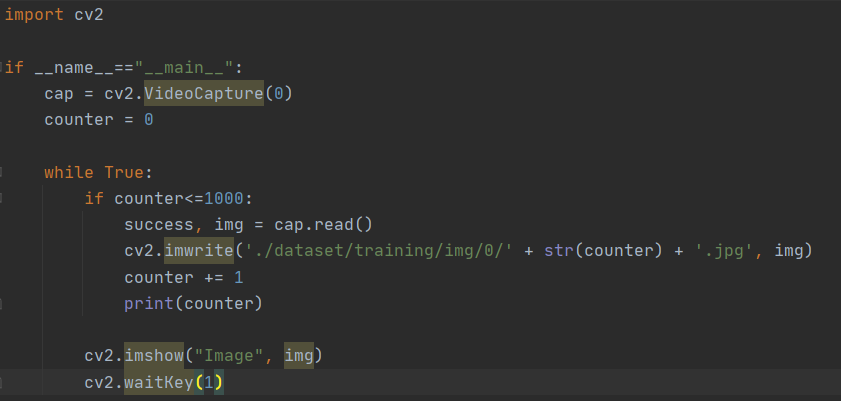 import cv2
if __name__=="__main__":
cap = cv2.VideoCapture(0)
counter = 0
while True:
if counter<=1000:
success, img = cap.read()
cv2.imwrite('./dataset/training/img/0/' + str(counter) + '.jpg', img)
counter += 1
print(counter)
cv2.imshow("Image", img)
cv2.waitKey(1)